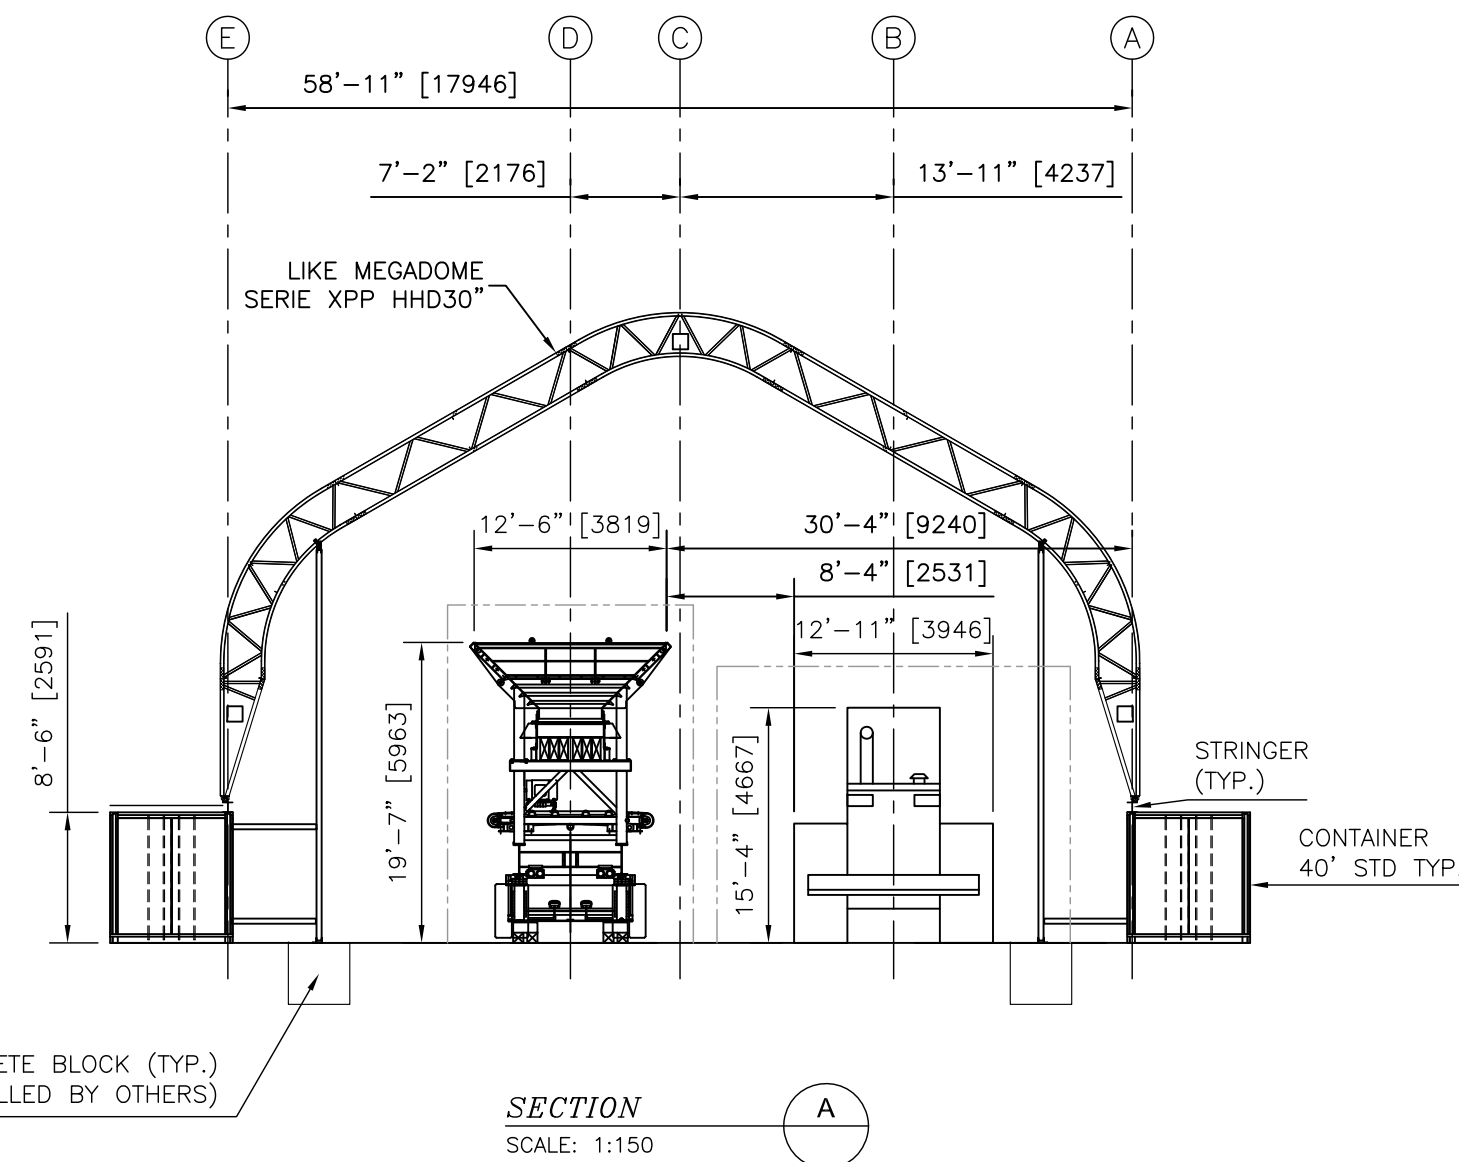 E
D
C
B
A
58'-11" [17946]
7'-2" [2176]
13'-11" [4237]
LIKE MEGADOME
SERIE XPP HHD30"
12'-6" [3819]
30'-4" [9240]
8'-4" [2531]
12'-11" [3946]
8'-6" [2591]
19'-7" [5963]
15'-4" [4667]
STRINGER
(TYP.)
CONTAINER
40' STD TYP.
ETE BLOCK (TYP.)
LLED BY OTHERS)
SECTION
A
SCALE: 1:150